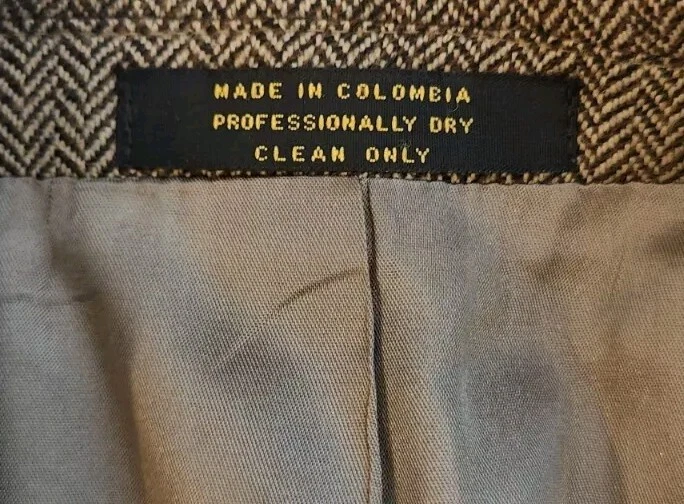 MADE IN COLOMBIA
PROFESSIONALLY DRY
CLEAN ONLY